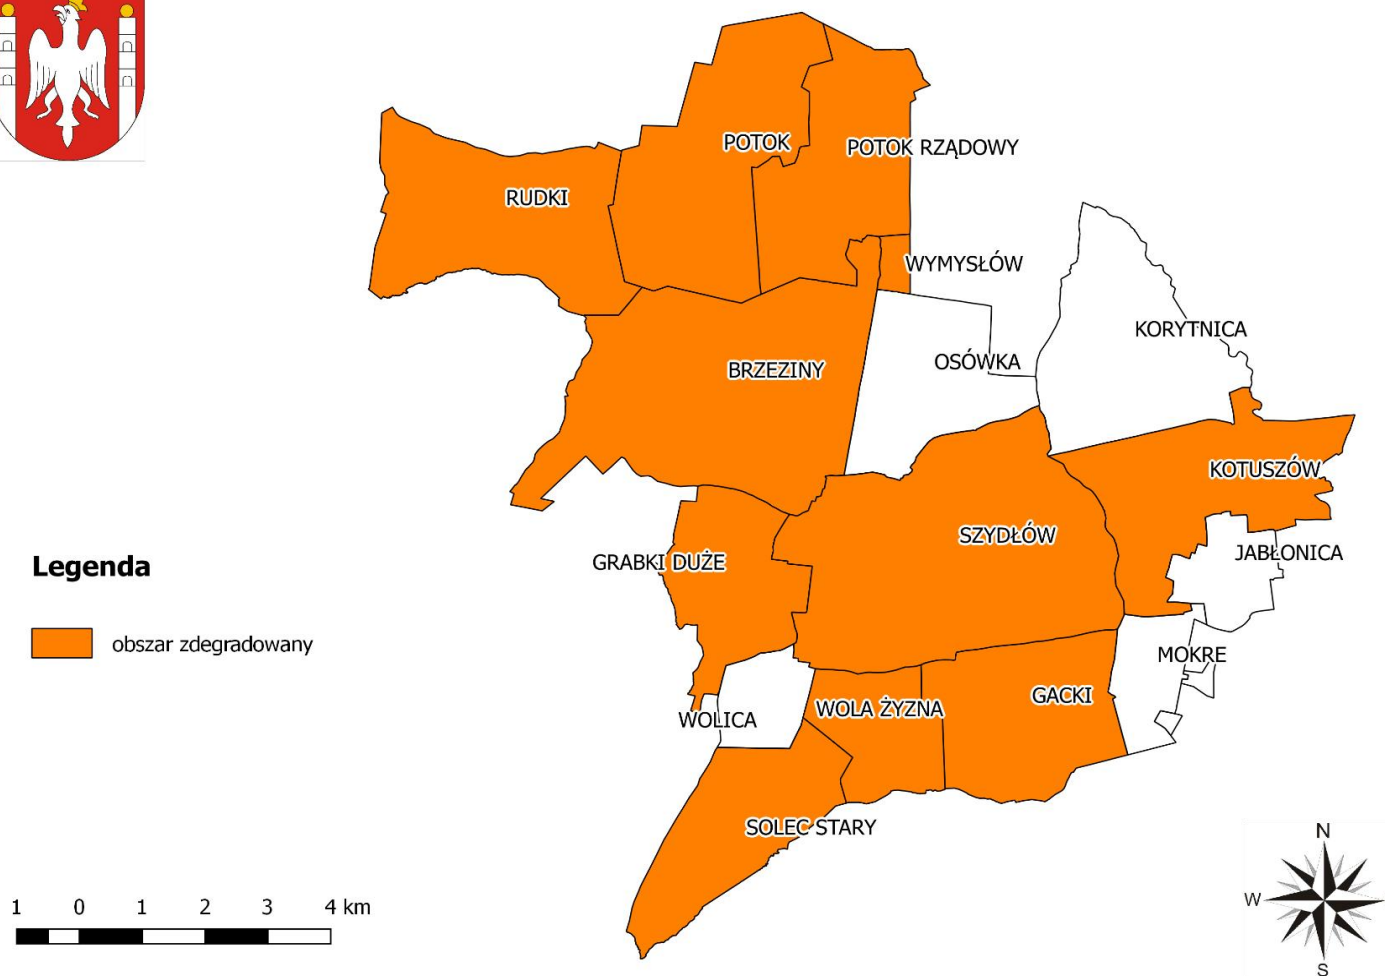 POTOK
POTOK RZĄDOWY
RUDKI
WYMYSŁÓW
KORYTNICA
OSÓWKA
BRZEZINY
KOTUSZÓW
SZYDŁÓW
JABŁONICA
GRABKI DUŻE
Legenda
obszar zdegradowany
MOKRE
GACKI
WOLA ŻYZNA
WOLICA
SOLEC STARY
1 0 1 2 3 4 km
N
W
S